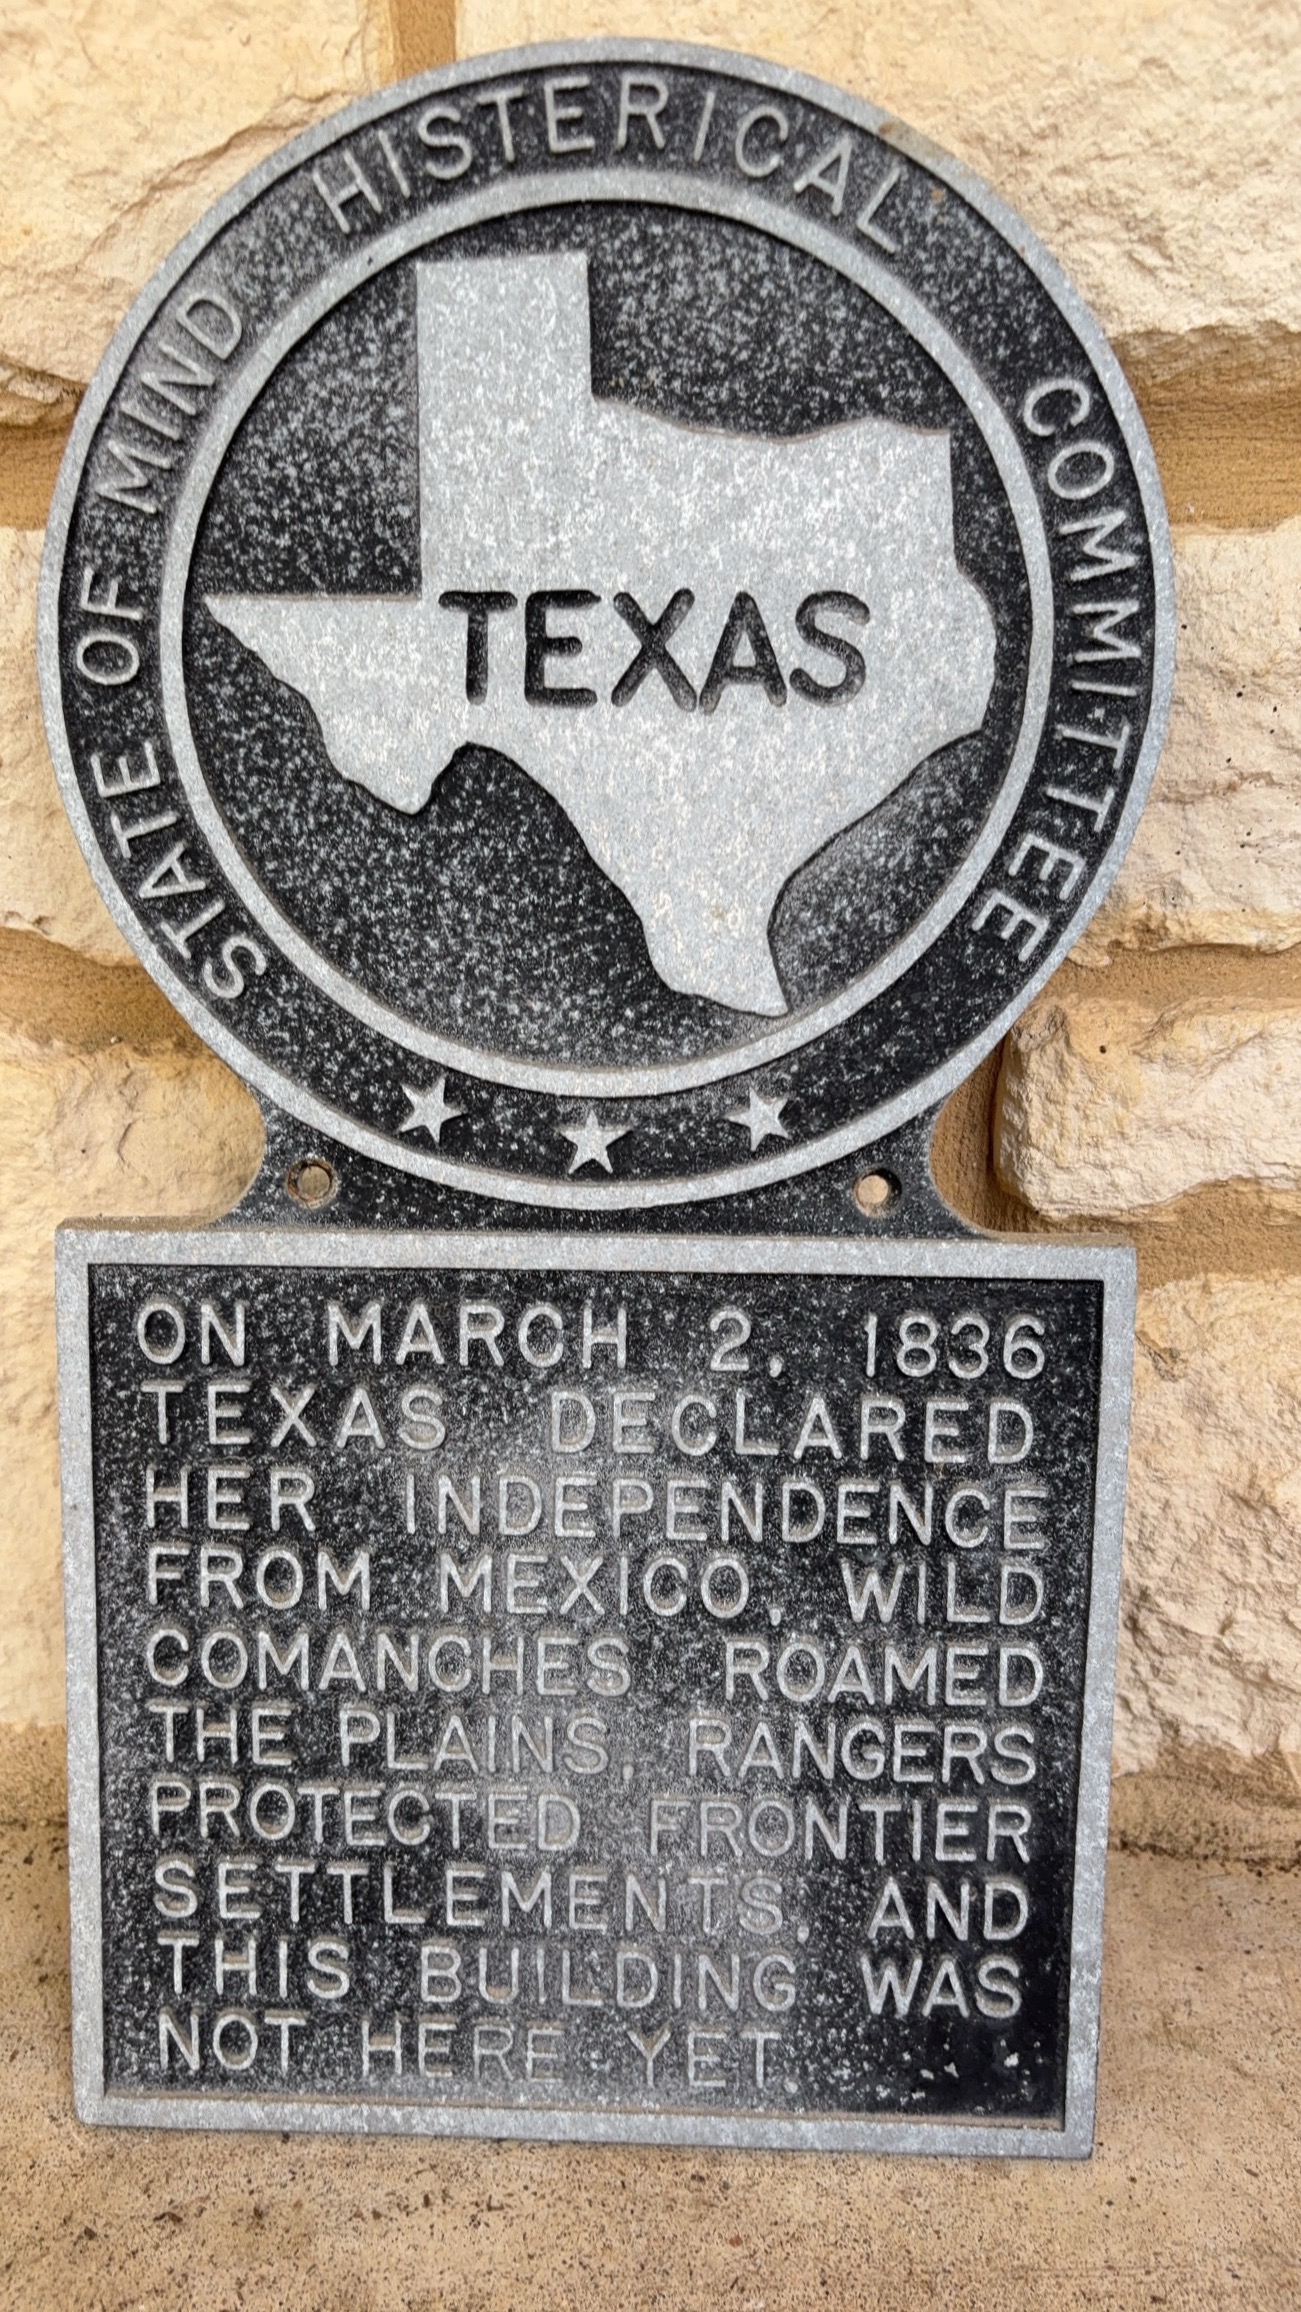 STATE OF MIND HISTERICAL COMMITTEE
TEXAS
ON MARCH 2, 1836
TEXAS DECLARED
HER INDEPENDENCE
FROM MEXICO, WILD
COMANCHES ROAMED
THE PLAINS, RANGERS
PROTECTED FRONTIER
SETTLEMENTS, AND
THIS BUILDING WAS
NOT HERE YET.